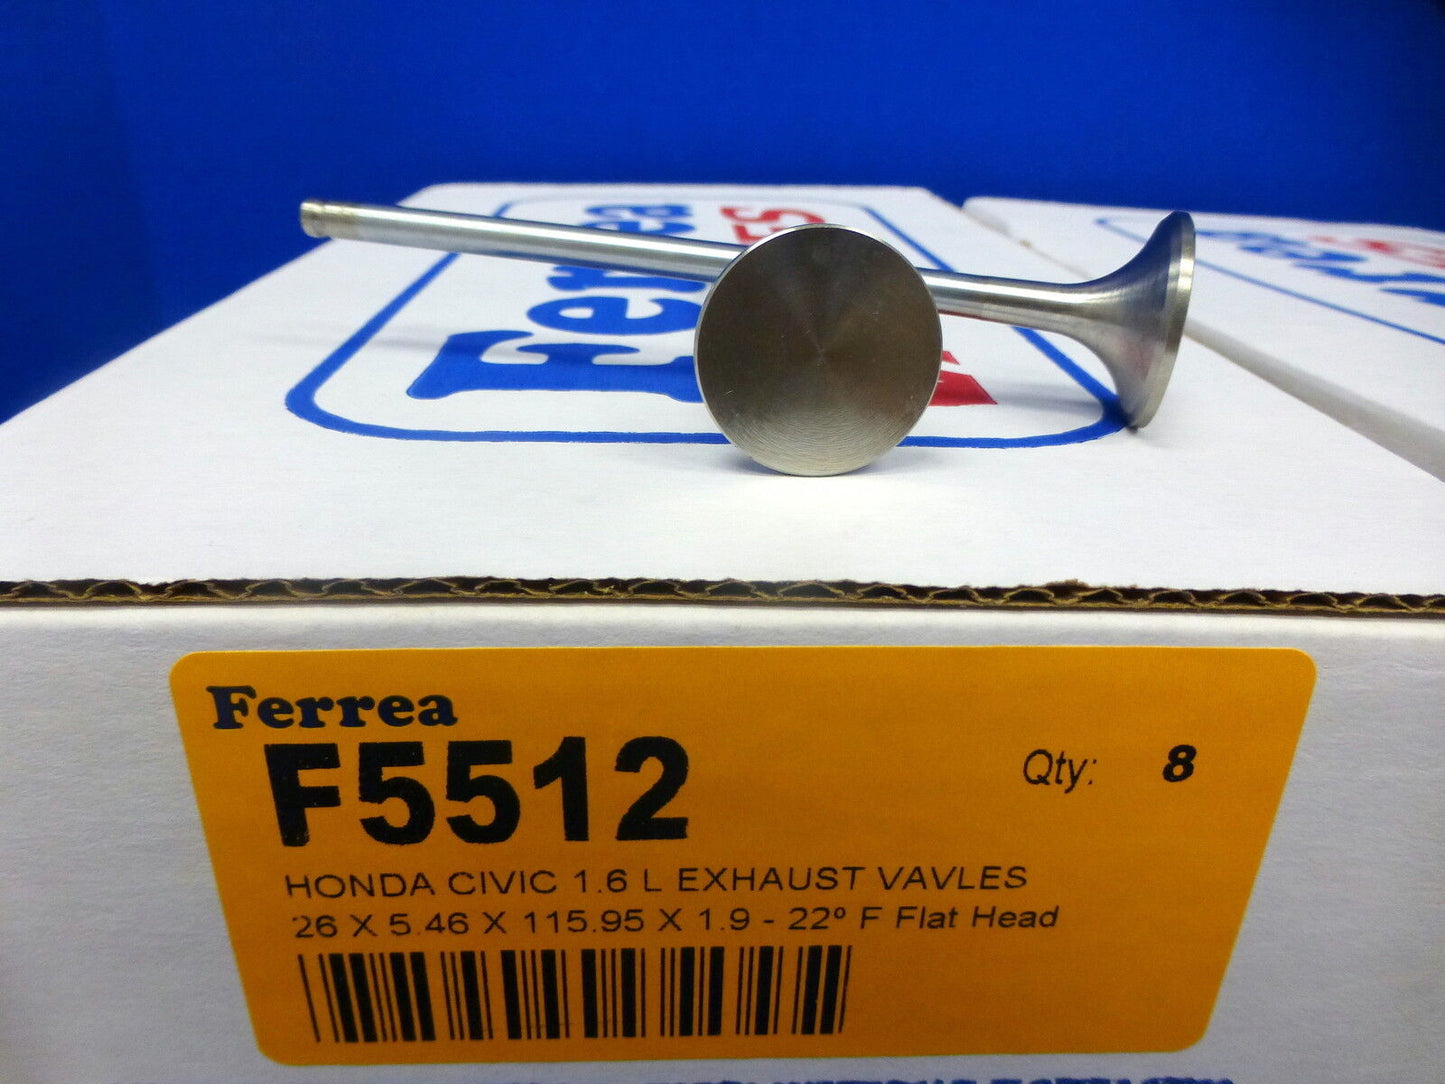 Ferrea
Ferrea
F5512
Qty: 8
HONDA CIVIC 1.6 L EXHAUST VAVLES
26 X 5.46 X 115.95 X 1.9 - 22º F Flat Head